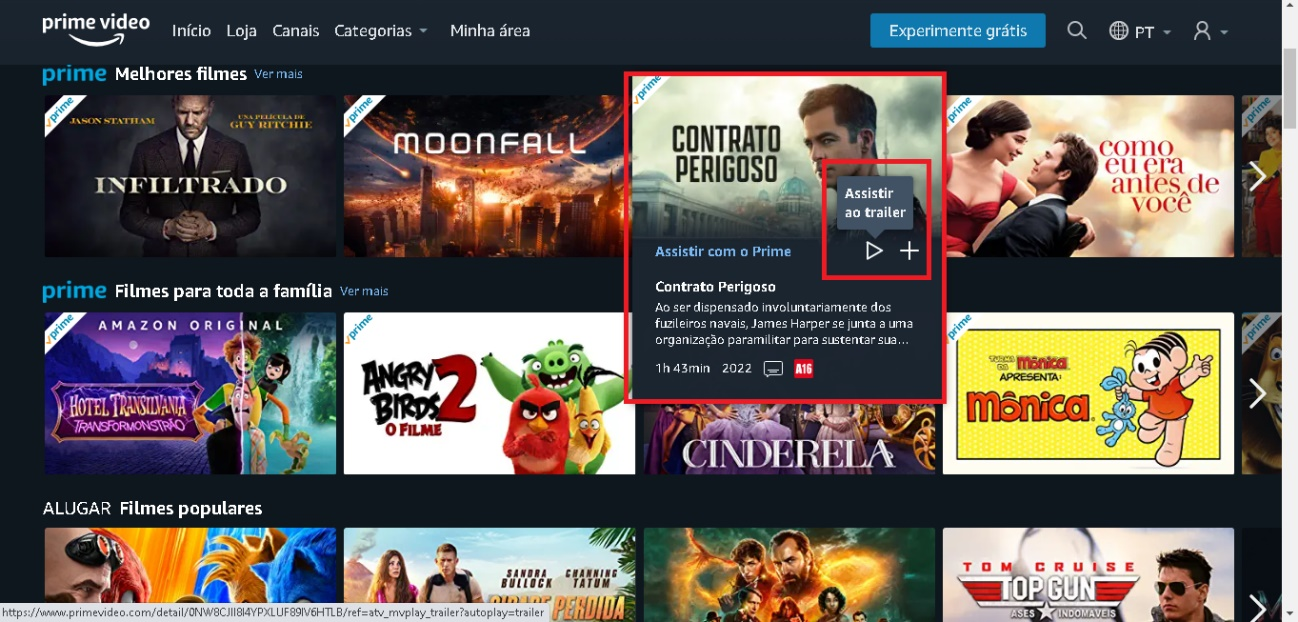 prime video
Início Loja Canais Categorias Minha área
Experimente grátis
PT
prime Melhores filmes Ver mais
prime
JASON STATHAM
UNA PELÍCULA DE
GUY RITCHIE
INFILTRADO
prime
MOONFALL
prime
CONTRATO
PERIGOSO
Assistir
ao trailer
Assistir com o Prime
Contrato Perigoso
Ao ser dispensado involuntariamente dos
fuzileiros navais, James Harper se junta a uma
organização paramilitar para sustentar sua...
1h 43min 2022 A16
prime
como
eu era
antes de
você
prime
prime Filmes para toda a família Ver mais
prime
AMAZON ORIGINAL
HOTEL TRANSILVÂNIA
TRANSFORMONSTRÃO
prime
ANGRY
BIRDS 2
O FILME
CINDERELA
prime
TURMA DA Mônica
APRESENTA:
Mônica
prime
ALUGAR Filmes populares
SANDRA
BULLOCK
CHANNING
TATUM
CIDADE PERDIDA
TOM CRUISE
TOP GUN
ASES INDOMÁVEIS
https://www.primevideo.com/detail/0NW8CJII8I4YPXLUF89IV6HTLB/ref=atv_mvplay_trailer?autoplay=trailer